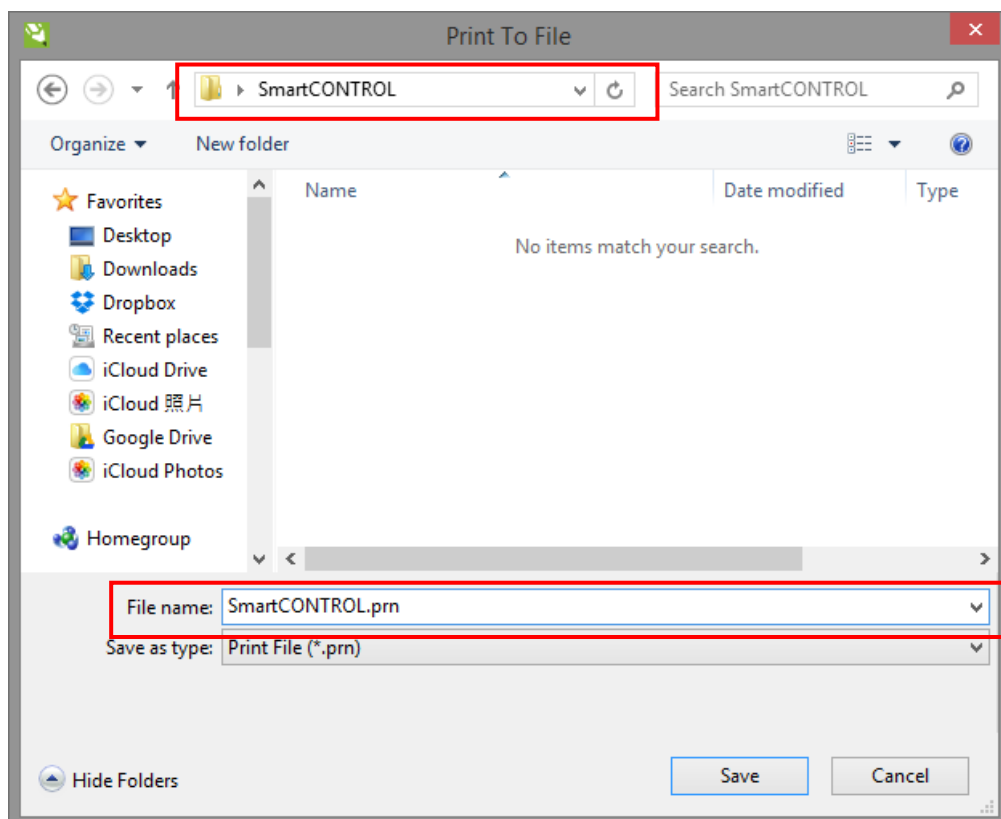 Print To File
SmartCONTROL
Search SmartCONTROL
Organize
New folder
Name
Date modified
Type
No items match your search.
Favorites
Desktop
Downloads
Dropbox
Recent places
iCloud Drive
iCloud 照片
Google Drive
iCloud Photos
Homegroup
File name: SmartCONTROL.prn
Save as type: Print File (*.prn)
Hide Folders
Save
Cancel